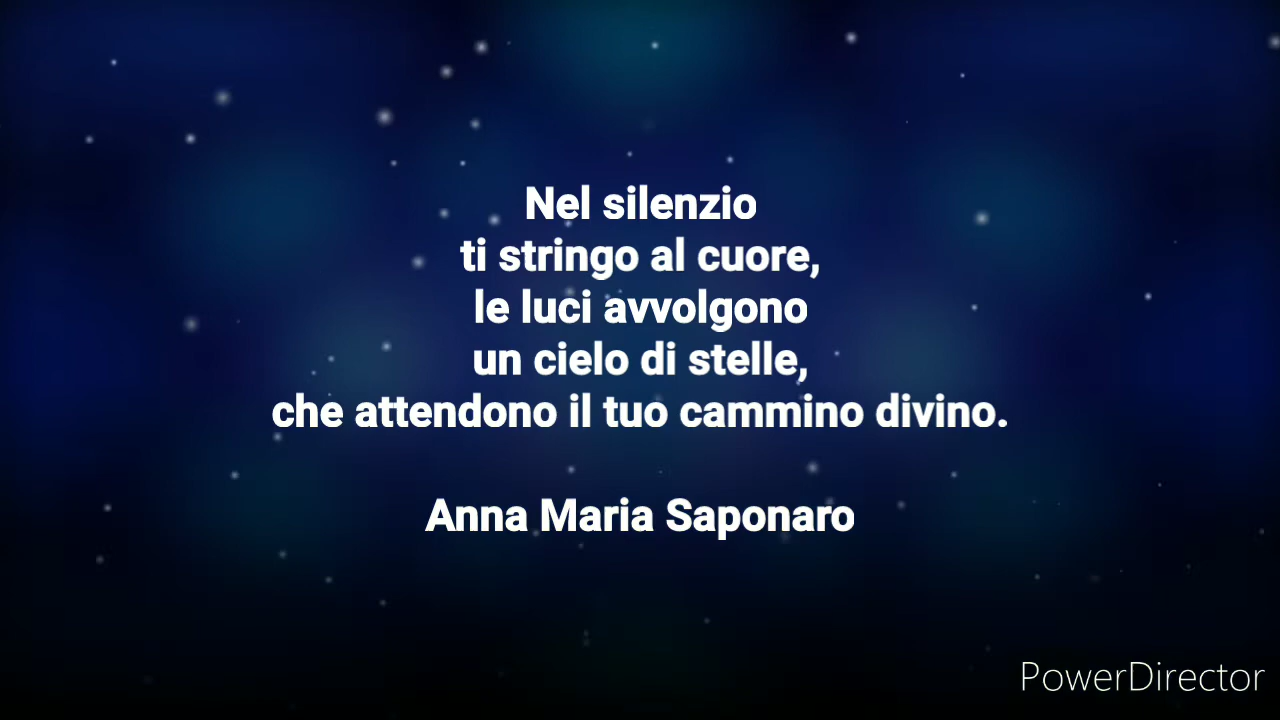 Nel silenzio
ti stringo al cuore,
le luci avvolgono
un cielo di stelle,
che attendono il tuo cammino divino.
Anna Maria Saponaro
PowerDirector